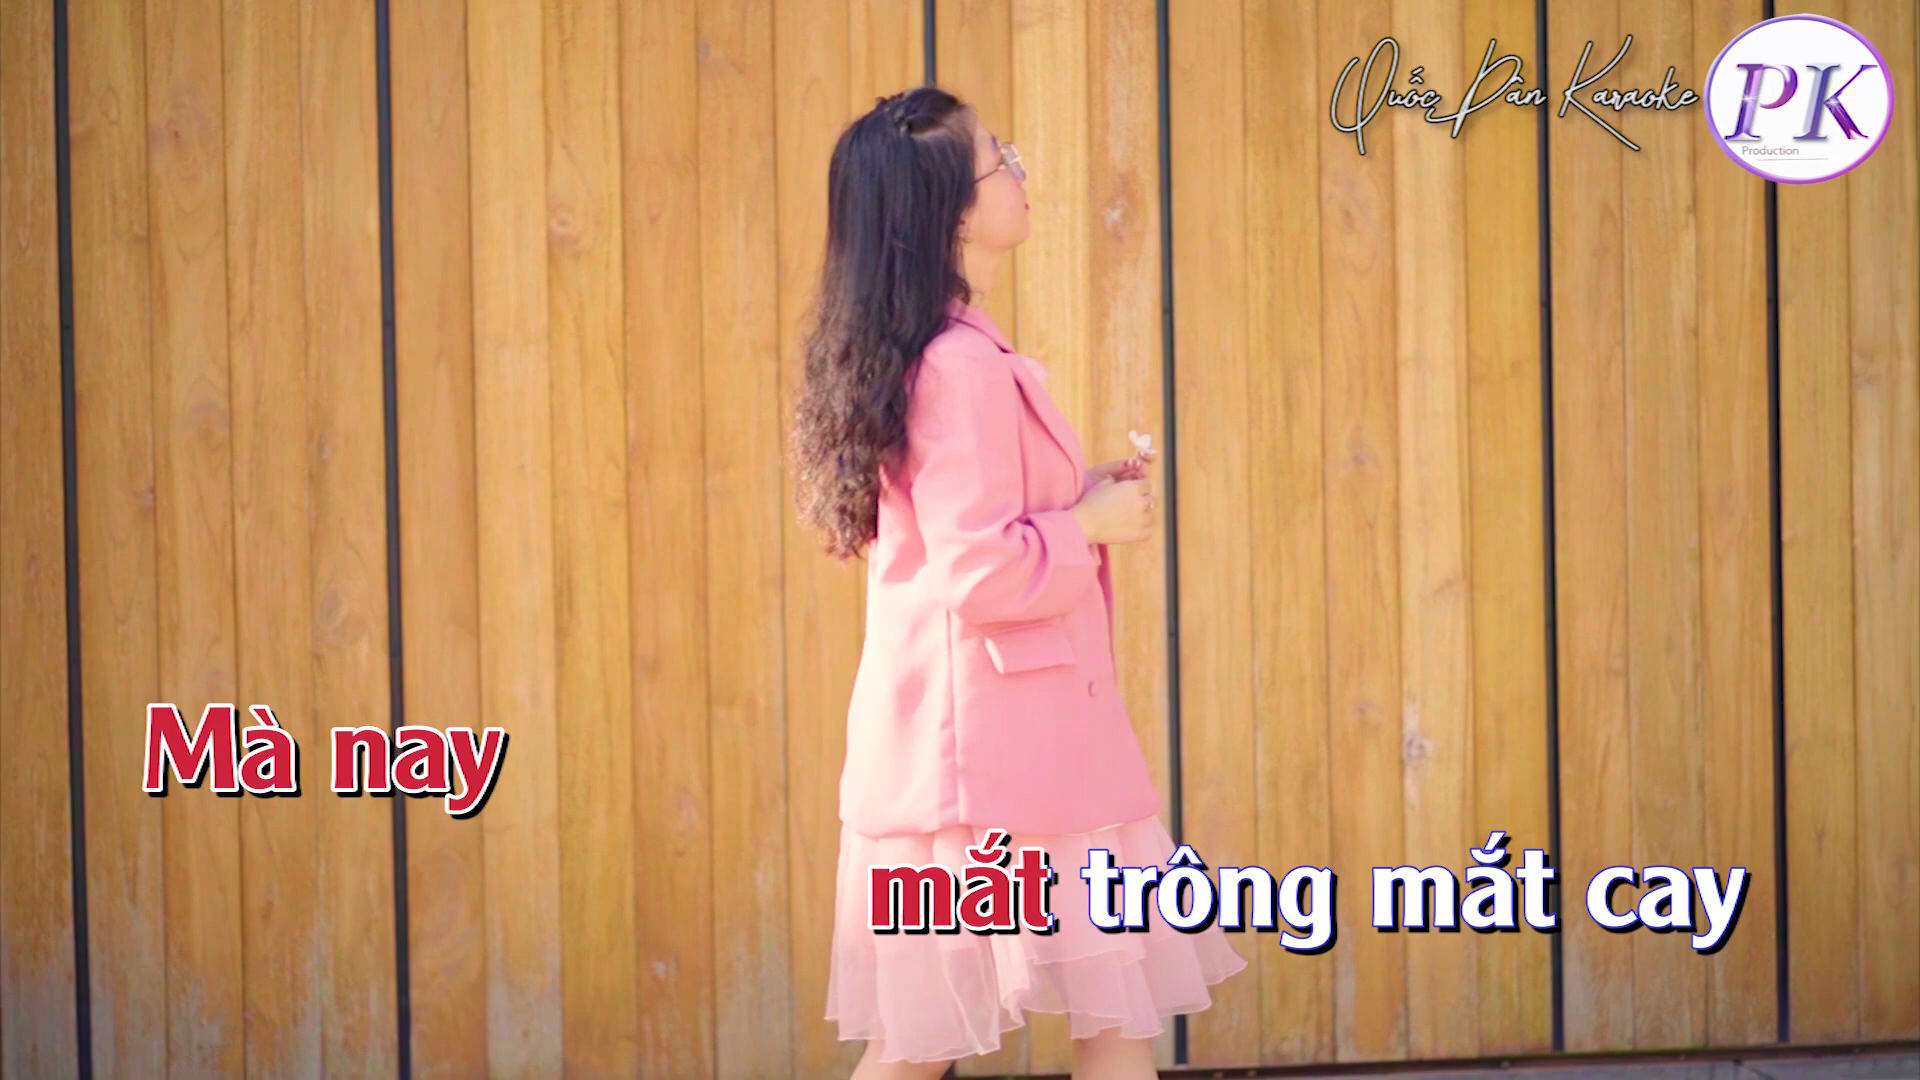 Quốc Dân Karaoke
PK
Production
Mà nay
mắt trông mắt cay